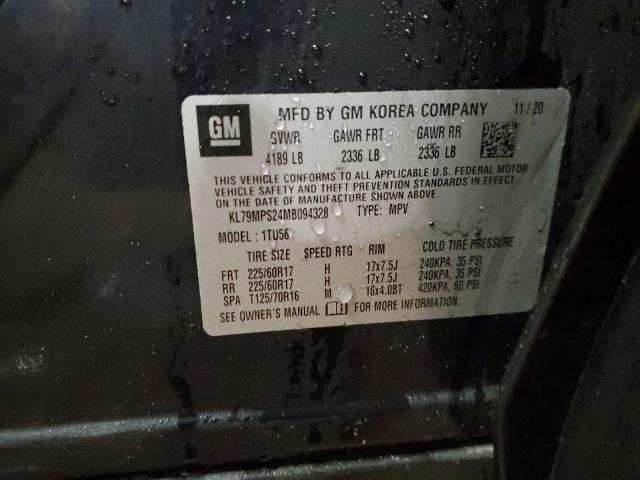 GM
MFD BY GM KOREA COMPANY 11/20
GVWR GAWR FRT GAWR RR
4189 LB 2336 LB 2336 LB
THIS VEHICLE CONFORMS TO ALL APPLICABLE U.S. FEDERAL MOTOR
VEHICLE SAFETY AND THEFT PREVENTION STANDARDS IN EFFECT
ON THE DATE OF MANUFACTURE SHOWN ABOVE.
KL79MPS24MB094328 TYPE: MPV
MODEL: 1TU56
TIRE SIZE SPEED RTG RIM COLD TIRE PRESSURE
FRT 225/60R17 H 17x7.5J 240KPA, 35 PSI
RR 225/60R17 H 17x7.5J 240KPA, 35 PSI
SPA T125/70R16 M 16x4.0BT 420KPA, 60 PSI
SEE OWNER'S MANUAL FOR MORE INFORMATION.